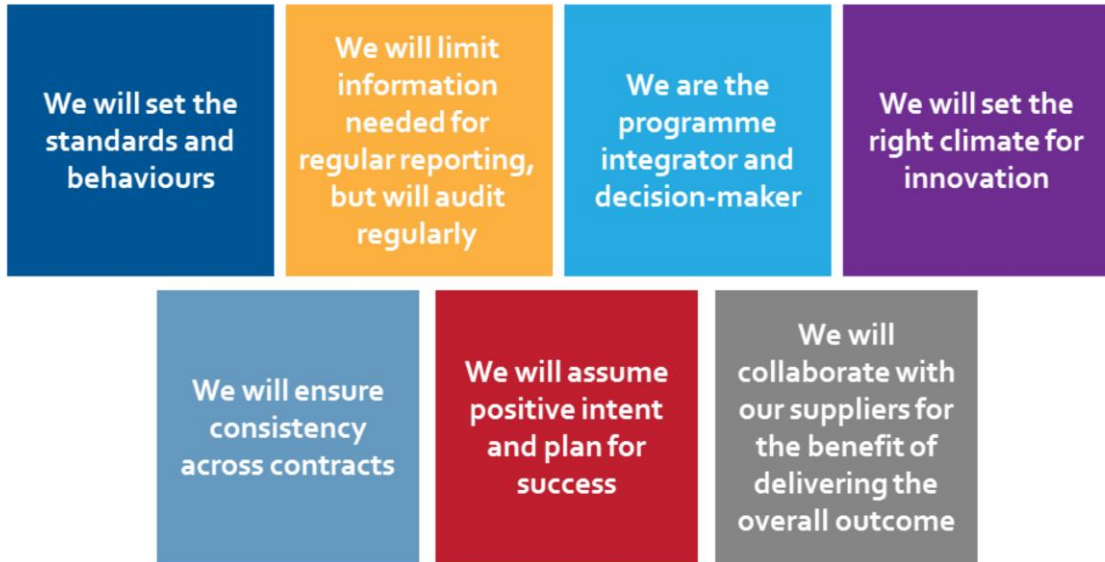 We will set the
standards and
behaviours
We will limit
information
needed for
regular reporting,
but will audit
regularly
We are the
programme
integrator and
decision-maker
We will set the
right climate for
innovation
We will ensure
consistency
across contracts
We will assume
positive intent
and plan for
success
We will
collaborate with
our suppliers for
the benefit of
delivering the
overall outcome